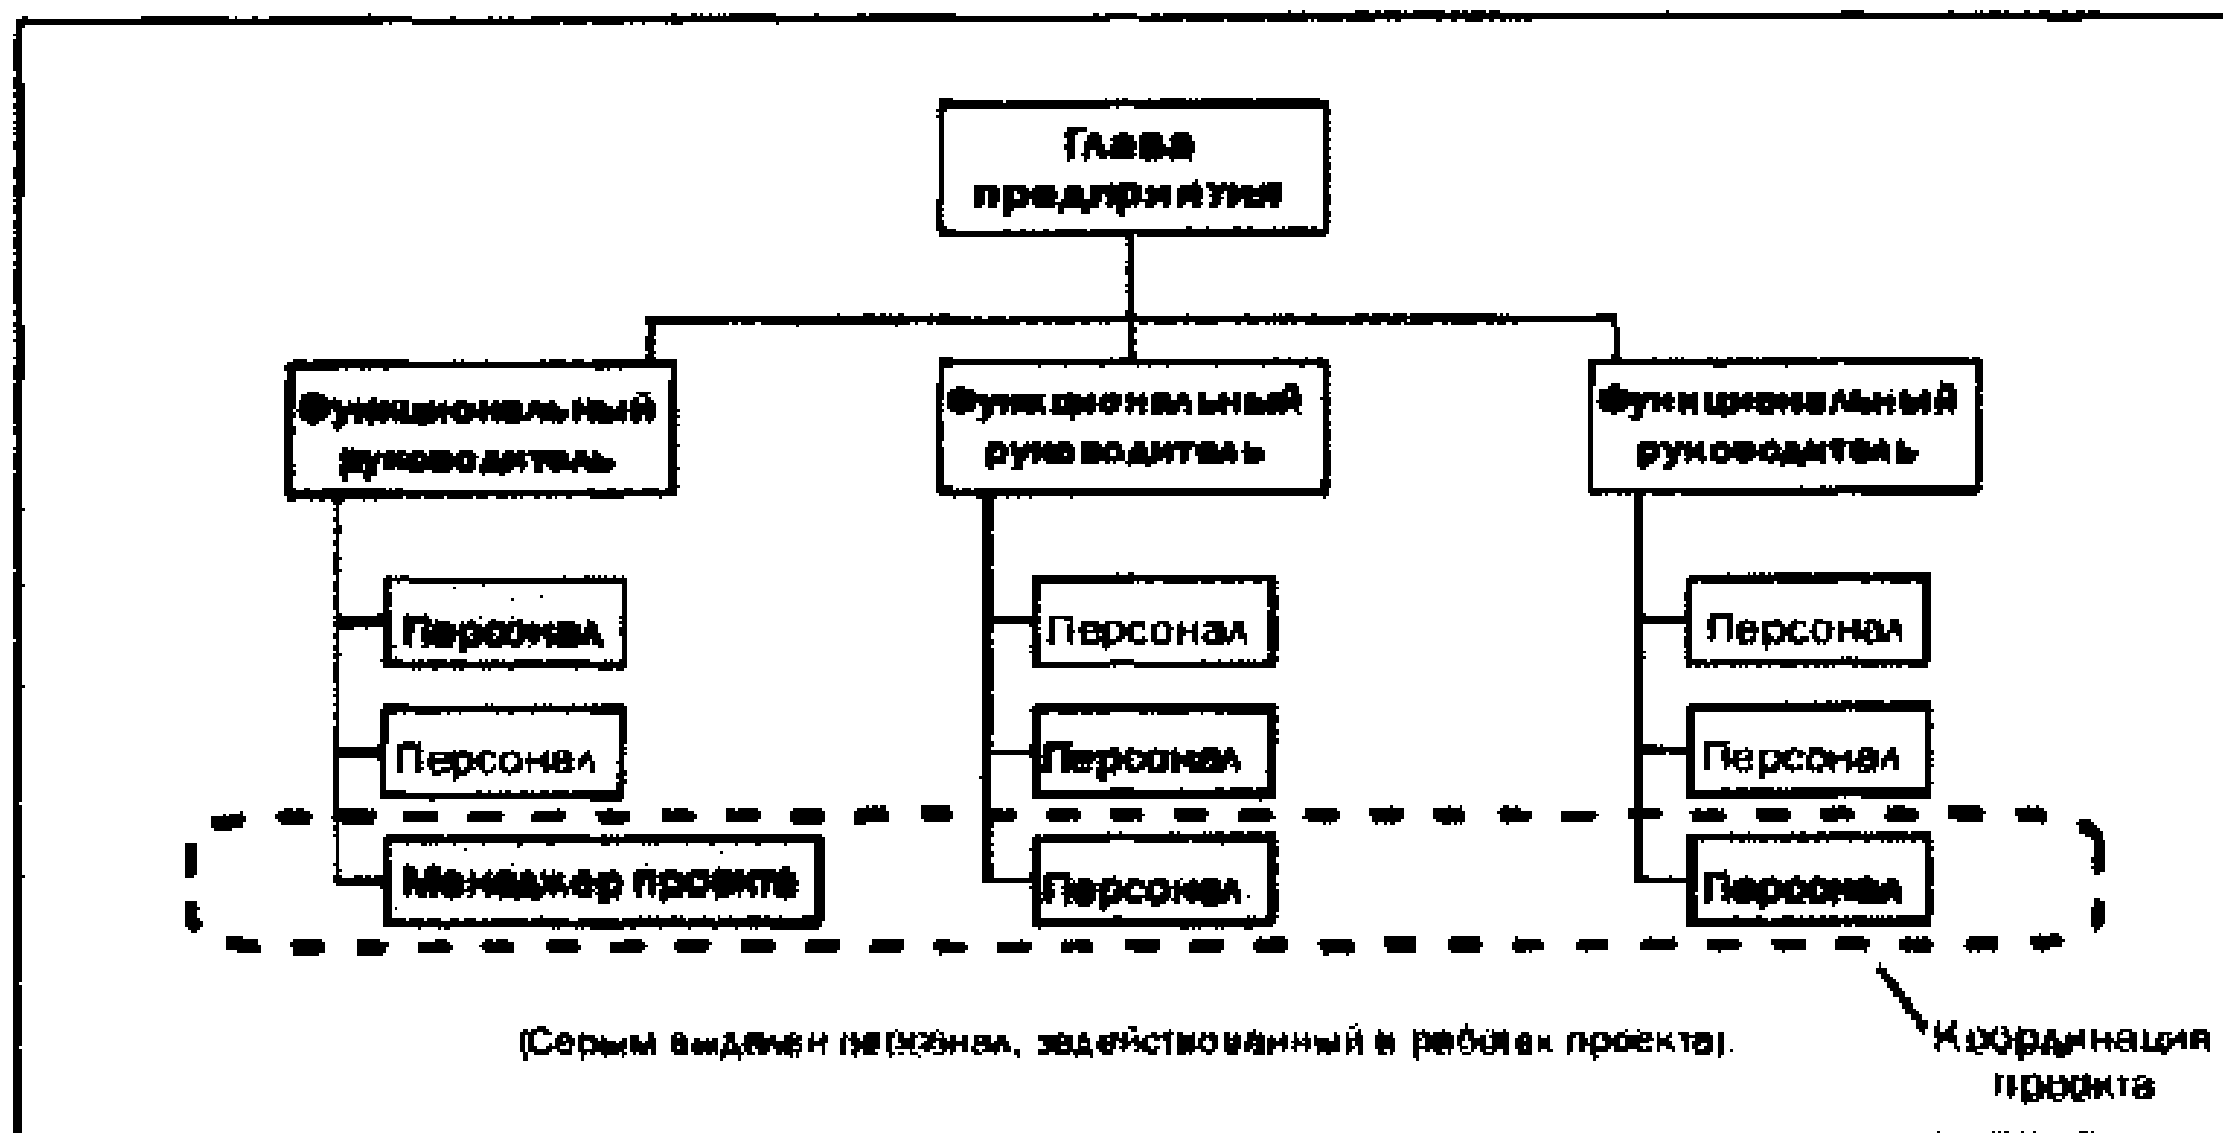 Глава
предприятия
Функциональный
руководитель
Функциональный
руководитель
Функциональный
руководитель
Персонал
Персонал
Персонал
Персонал
Персонал
Персонал
Менеджер проекта
Персонал
Персонал
(Серым выделен персонал, задействованный в работах проекта).
Координация
проекта